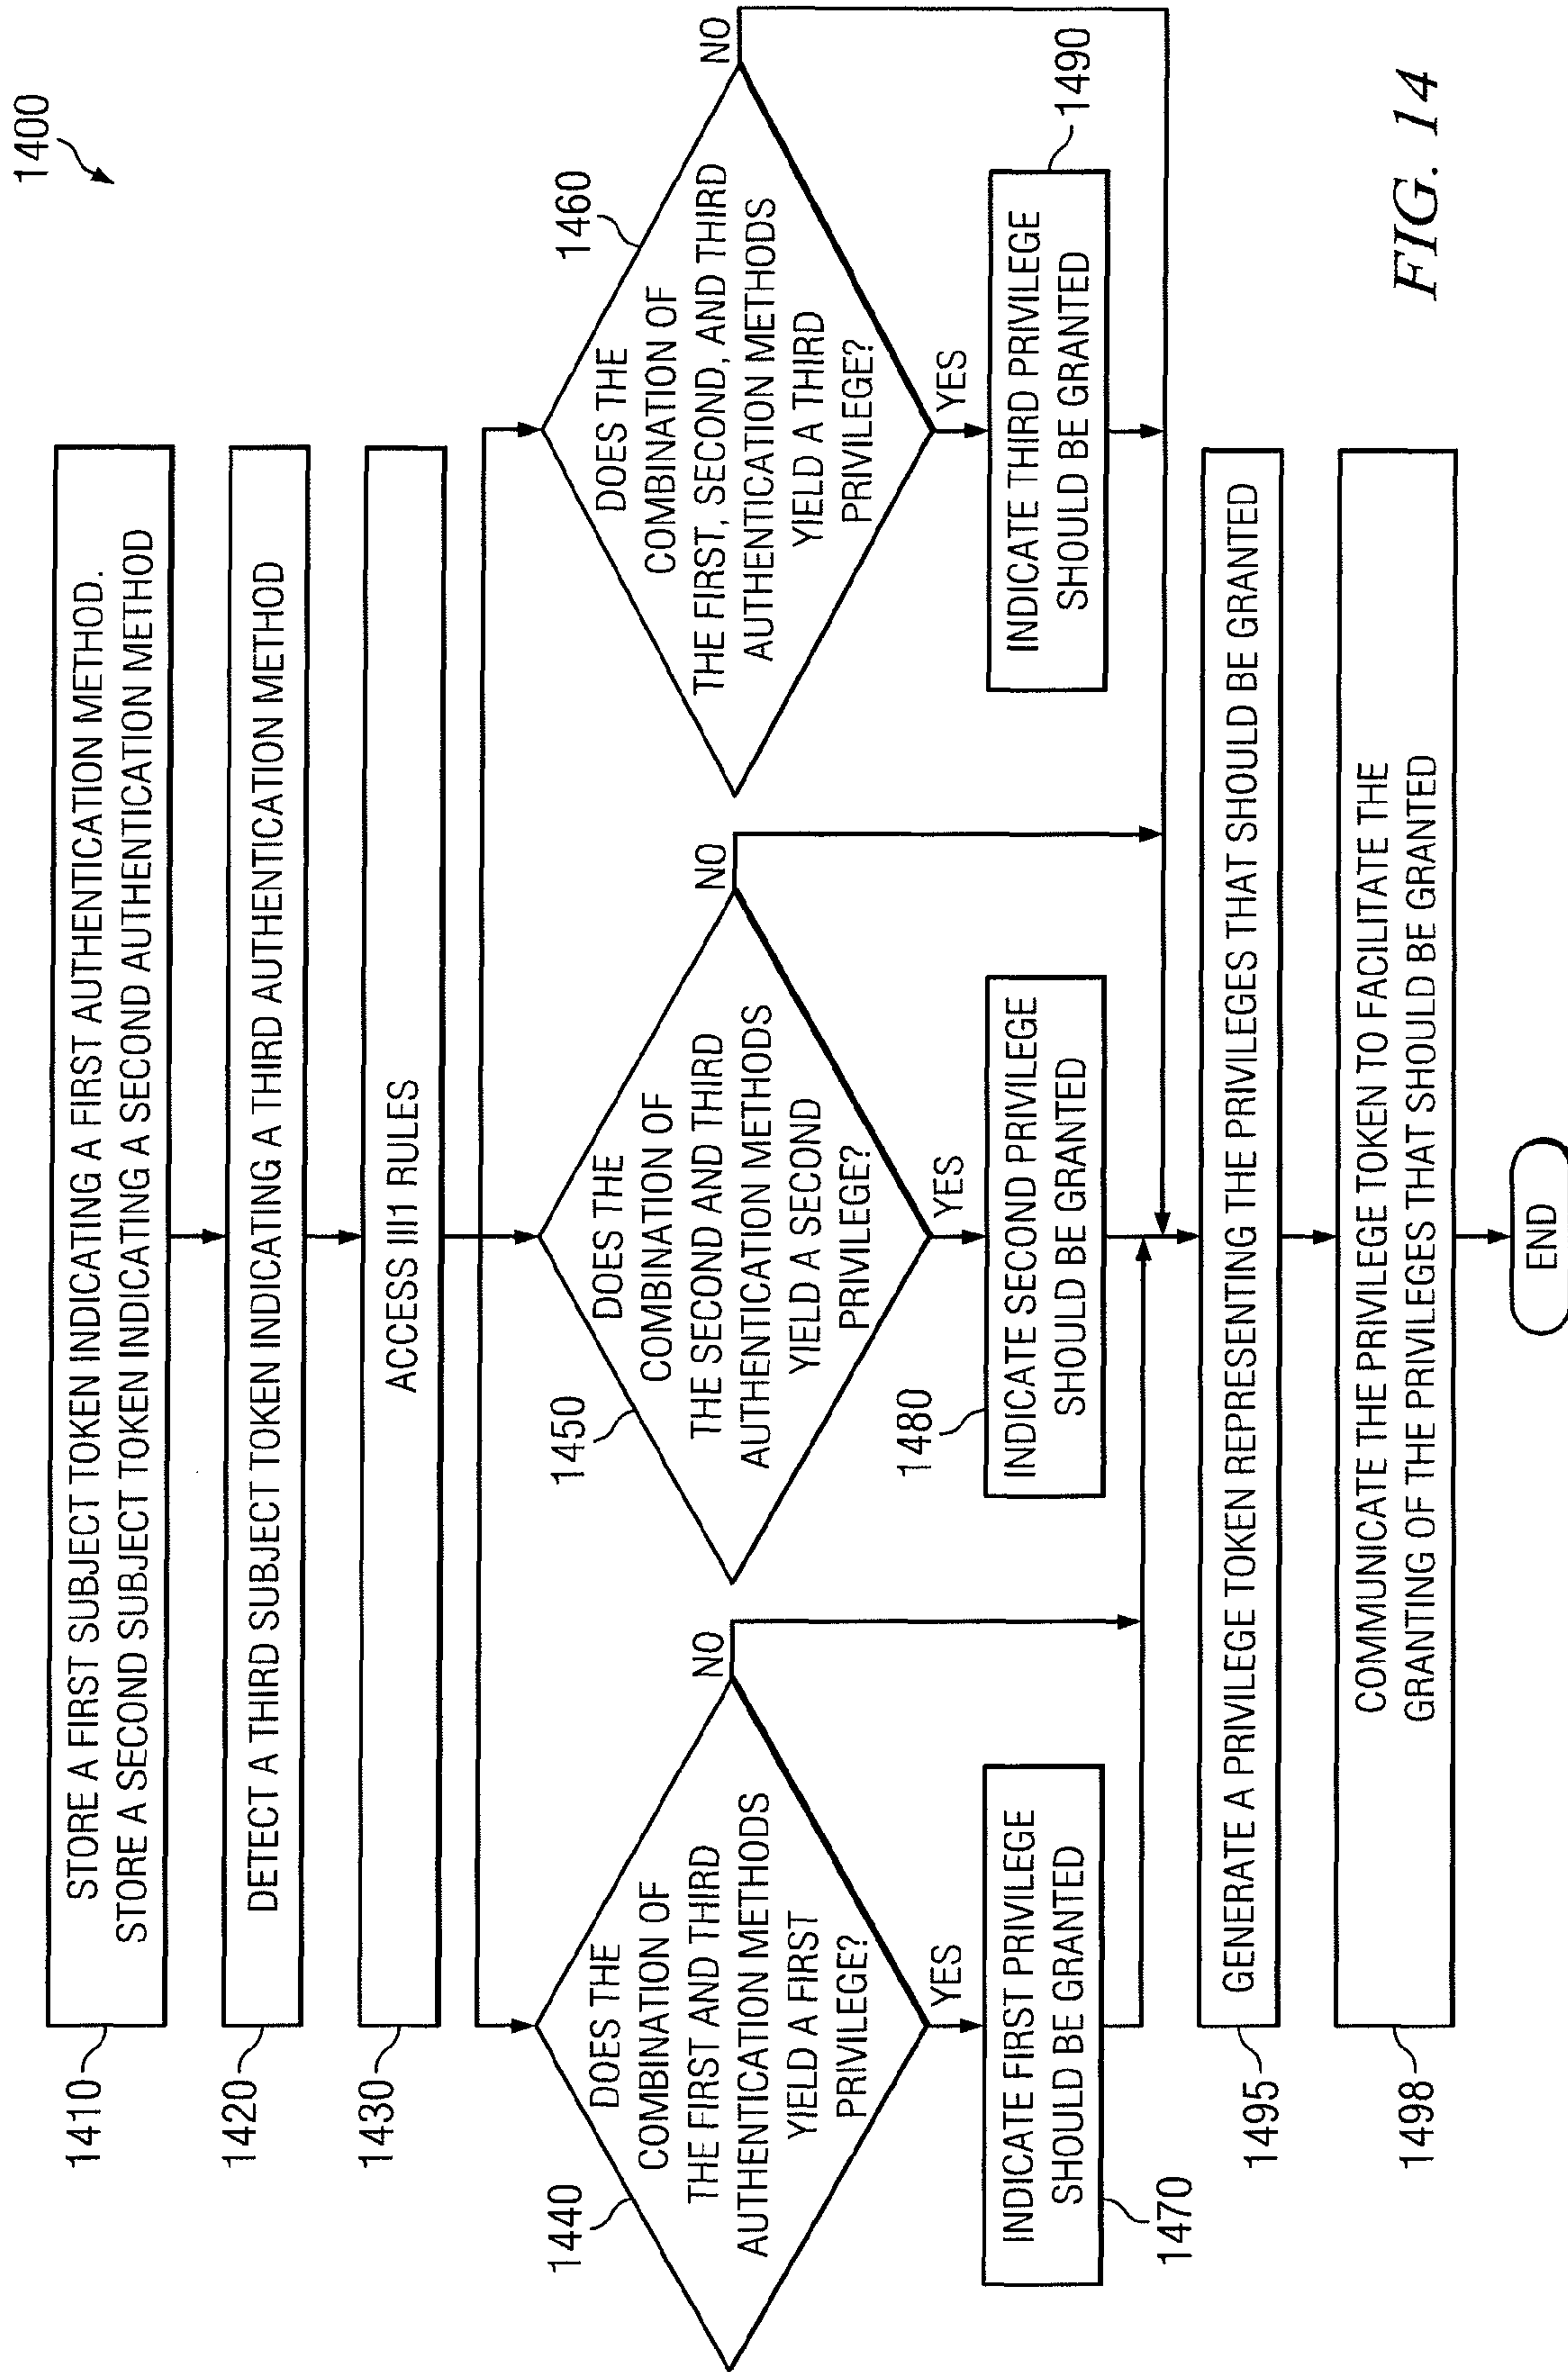 1400
1410
STORE A FIRST SUBJECT TOKEN INDICATING A FIRST AUTHENTICATION METHOD.
STORE A SECOND SUBJECT TOKEN INDICATING A SECOND AUTHENTICATION METHOD
1420
DETECT A THIRD SUBJECT TOKEN INDICATING A THIRD AUTHENTICATION METHOD
1430
ACCESS III1 RULES
1440
DOES THE
COMBINATION OF
THE FIRST AND THIRD
AUTHENTICATION METHODS
YIELD A FIRST
PRIVILEGE?
NO
YES
1450
DOES THE
COMBINATION OF
THE SECOND AND THIRD
AUTHENTICATION METHODS
YIELD A SECOND
PRIVILEGE?
NO
YES
1460
DOES THE
COMBINATION OF
THE FIRST, SECOND, AND THIRD
AUTHENTICATION METHODS
YIELD A THIRD
PRIVILEGE?
NO
YES
1470
INDICATE FIRST PRIVILEGE
SHOULD BE GRANTED
1480
INDICATE SECOND PRIVILEGE
SHOULD BE GRANTED
1490
INDICATE THIRD PRIVILEGE
SHOULD BE GRANTED
1495
GENERATE A PRIVILEGE TOKEN REPRESENTING THE PRIVILEGES THAT SHOULD BE GRANTED
1498
COMMUNICATE THE PRIVILEGE TOKEN TO FACILITATE THE
GRANTING OF THE PRIVILEGES THAT SHOULD BE GRANTED
END
FIG. 14